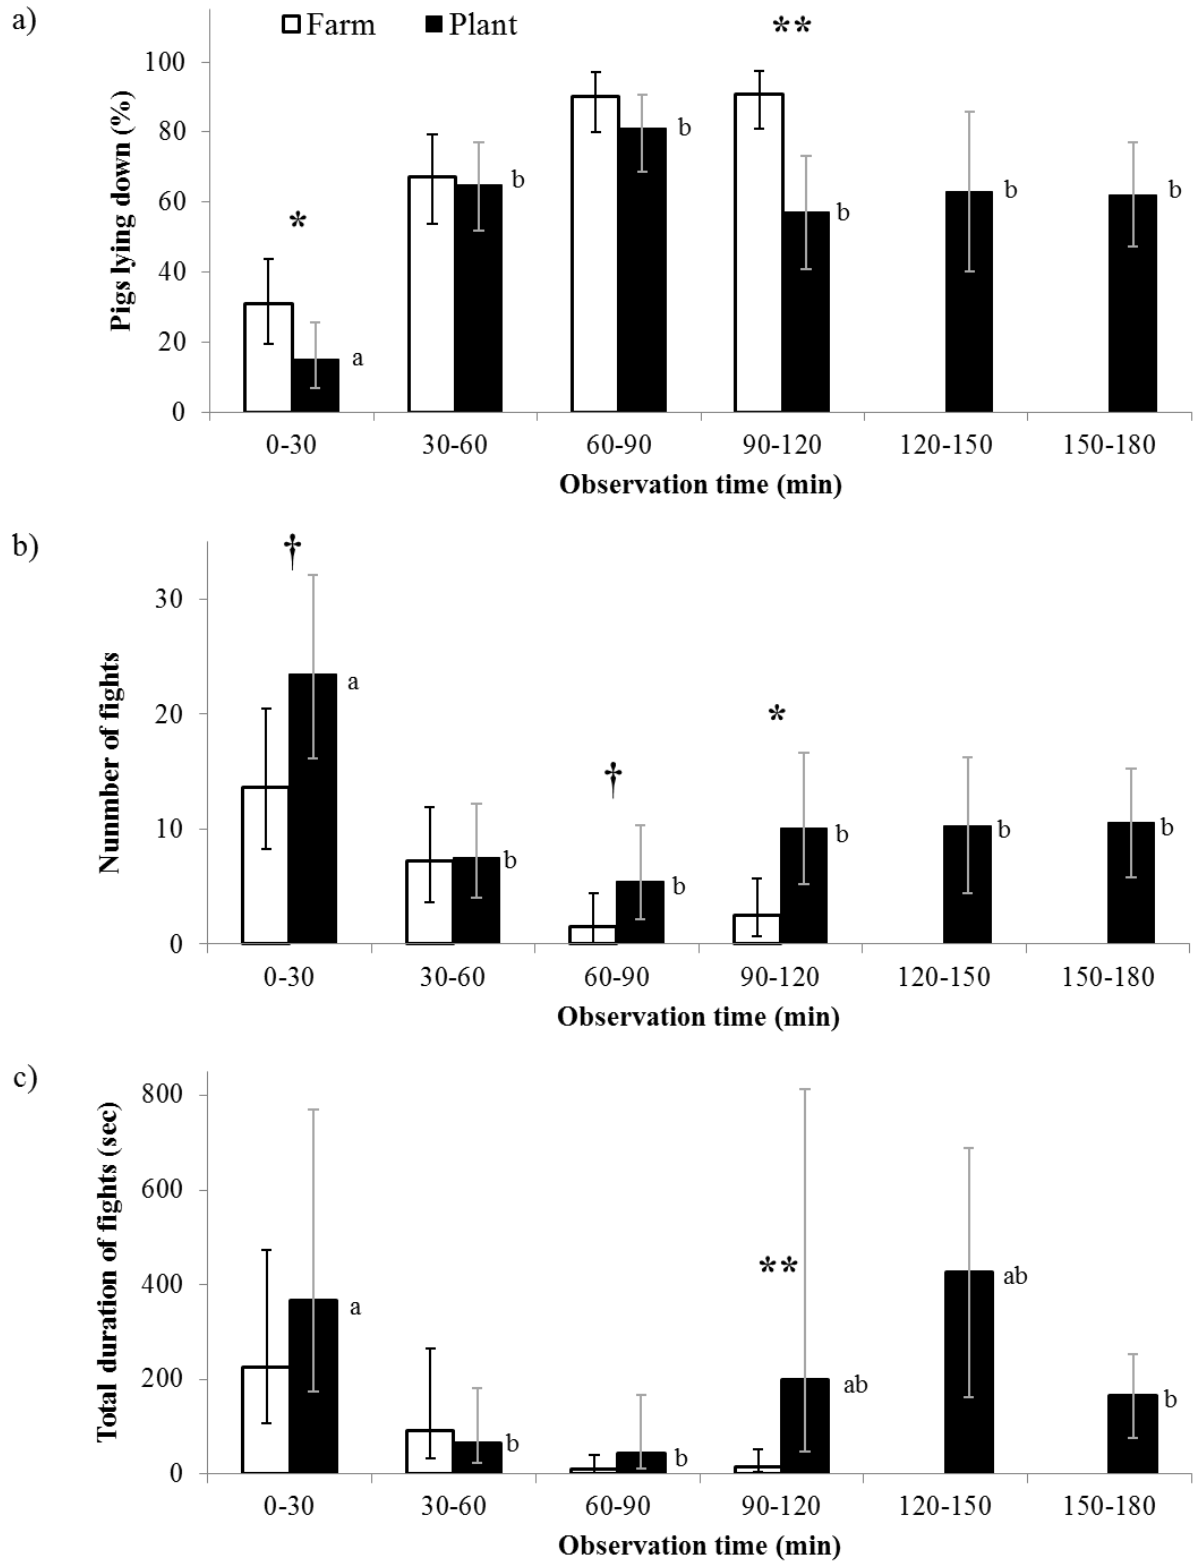 a)
Farm Plant
*
**
Pigs lying down (%)
100
80
60
40
20
0
a
b
b
b
b
b
0-30 30-60 60-90 90-120 120-150 150-180
Observation time (min)
b)
†
†
*
Nunmber of fights
30
20
10
0
a
b
b
b
b
b
0-30 30-60 60-90 90-120 120-150 150-180
Observation time (min)
c)
**
Total duration of fights (sec)
800
600
400
200
0
a
b
b
ab
ab
b
0-30 30-60 60-90 90-120 120-150 150-180
Observation time (min)